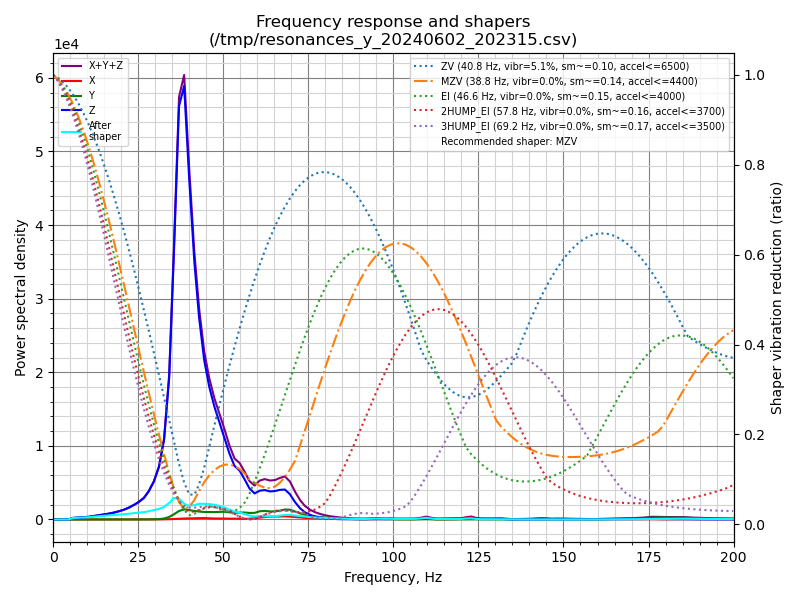 Frequency response and shapers
(/tmp/resonances_y_20240602_202315.csv)
1e4
X+Y+Z
X
Y
Z
After
shaper
ZV (40.8 Hz, vibr=5.1%, sm~=0.10, accel<=6500)
MZV (38.8 Hz, vibr=0.0%, sm~=0.14, accel<=4400)
EI (46.6 Hz, vibr=0.0%, sm~=0.15, accel<=4000)
2HUMP_EI (57.8 Hz, vibr=0.0%, sm~=0.16, accel<=3700)
3HUMP_EI (69.2 Hz, vibr=0.0%, sm~=0.17, accel<=3500)
Recommended shaper: MZV
Power spectral density
6
5
4
3
2
1
0
1.0
0.8
0.6
0.4
0.2
0.0
Shaper vibration reduction (ratio)
0 25 50 75 100 125 150 175 200
Frequency, Hz